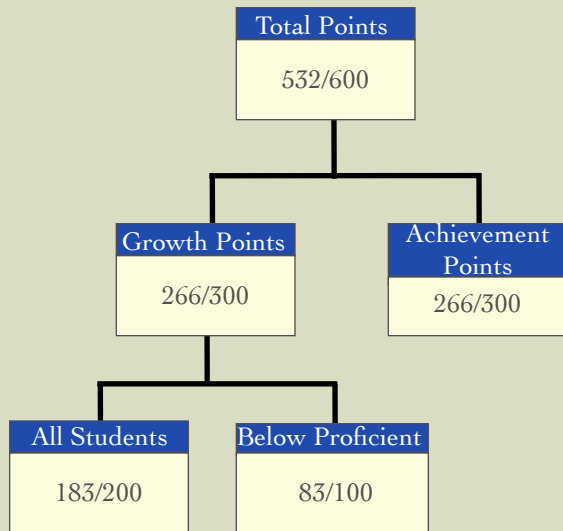 Total Points
532/600
Growth Points
266/300
Achievement
Points
266/300
All Students
183/200
Below Proficient
83/100